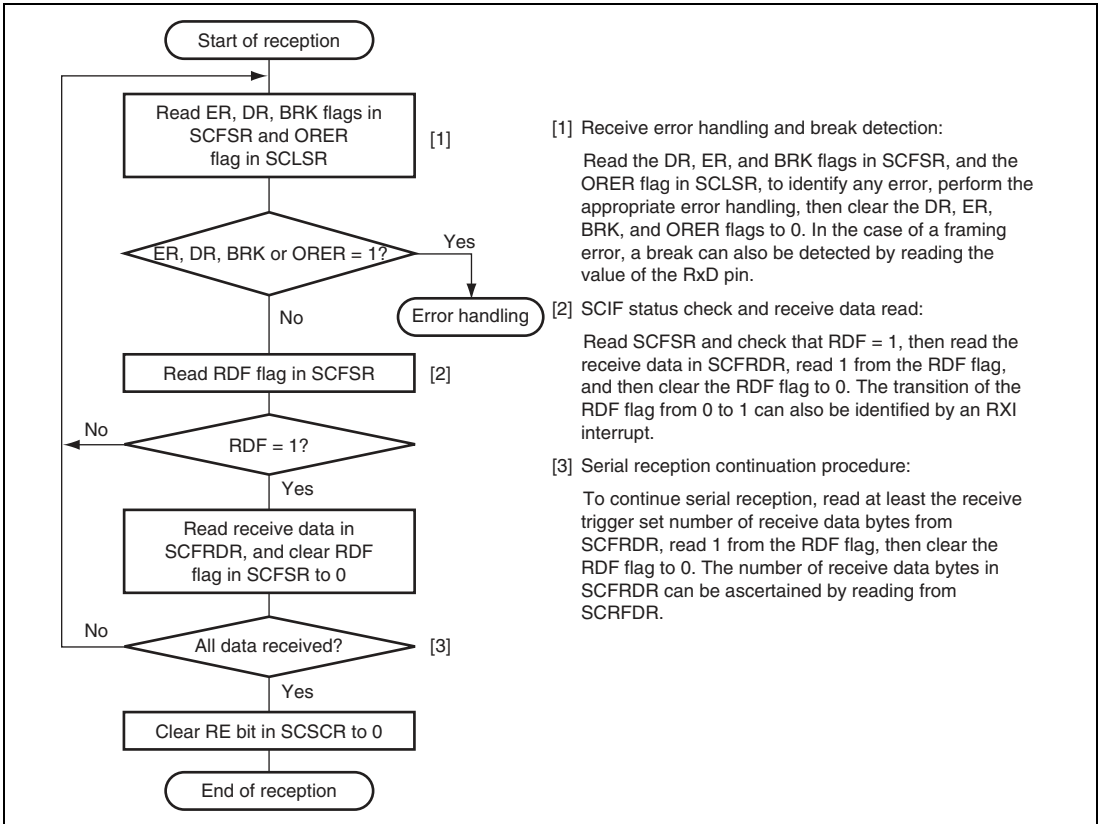 Start of reception
Read ER, DR, BRK flags in
SCFSR and ORER
flag in SCLSR
[1]
ER, DR, BRK or ORER = 1?
Yes
No
Error handling
Read RDF flag in SCFSR
[2]
No
RDF = 1?
Yes
Read receive data in
SCFRDR, and clear RDF
flag in SCFSR to 0
No
All data received?
[3]
Yes
Clear RE bit in SCSCR to 0
End of reception
[1] Receive error handling and break detection:
Read the DR, ER, and BRK flags in SCFSR, and the
ORER flag in SCLSR, to identify any error, perform the
appropriate error handling, then clear the DR, ER,
BRK, and ORER flags to 0. In the case of a framing
error, a break can also be detected by reading the
value of the RxD pin.
[2] SCIF status check and receive data read:
Read SCFSR and check that RDF = 1, then read the
receive data in SCFRDR, read 1 from the RDF flag,
and then clear the RDF flag to 0. The transition of the
RDF flag from 0 to 1 can also be identified by an RXI
interrupt.
[3] Serial reception continuation procedure:
To continue serial reception, read at least the receive
trigger set number of receive data bytes from
SCFRDR, read 1 from the RDF flag, then clear the
RDF flag to 0. The number of receive data bytes in
SCFRDR can be ascertained by reading from
SCRFDR.